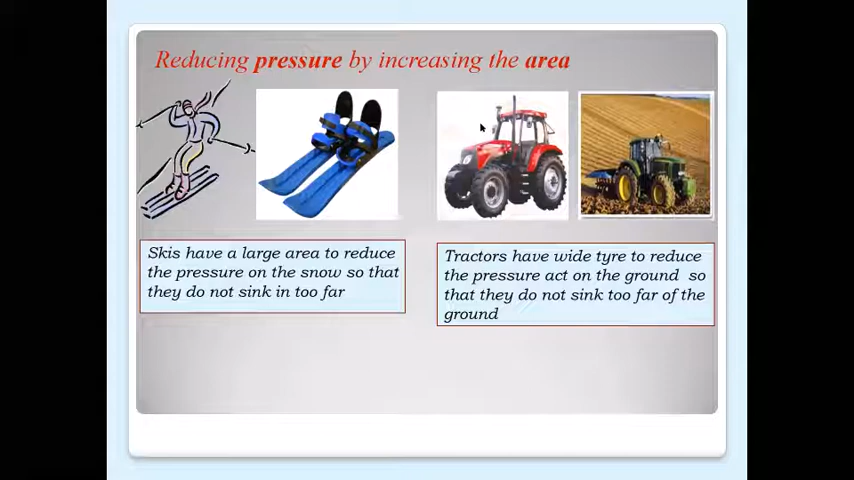 Reducing pressure by increasing the area
Skis have a large area to reduce
the pressure on the snow so that
they do not sink in too far
Tractors have wide tyre to reduce
the pressure act on the ground so
that they do not sink too far of the
ground